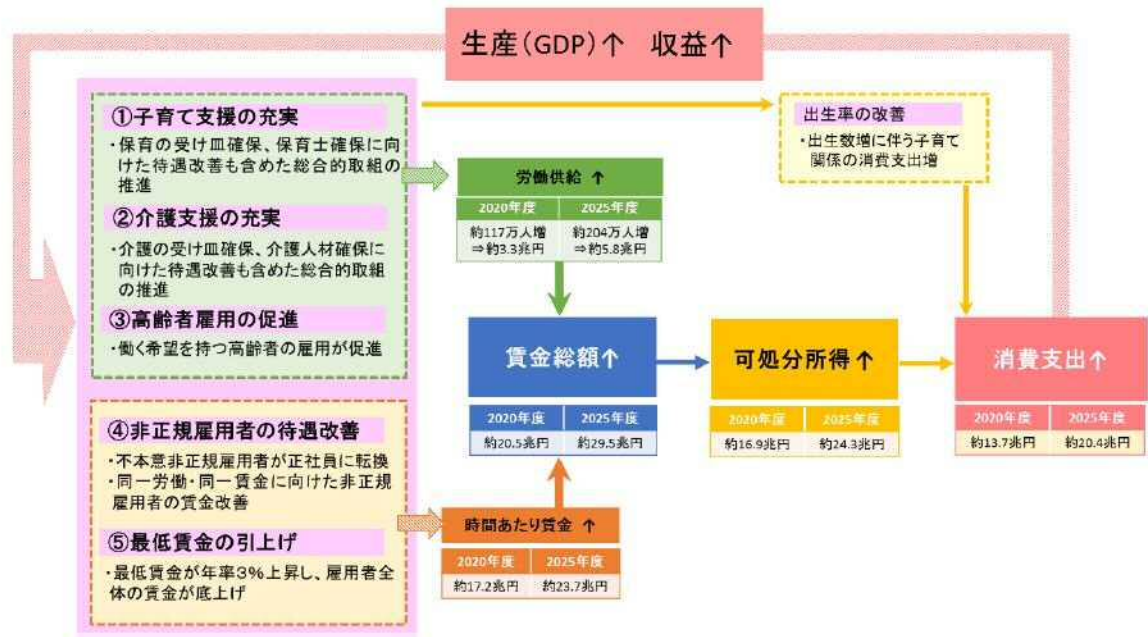 生産(GDP)↑ 収益↑
①子育て支援の充実
・保育の受け皿確保、保育士確保に向
けた待遇改善も含めた総合的取組の
推進
②介護支援の充実
・介護の受け皿確保、介護人材確保に
向けた待遇改善も含めた総合的取組
の推進
③高齢者雇用の促進
・働く希望を持つ高齢者の雇用が促進
④非正規雇用者の待遇改善
・不本意非正規雇用者が正社員に転換
・同一労働・同一賃金に向けた非正規
雇用者の賃金改善
⑤最低賃金の引上げ
・最低賃金が年率3%上昇し、雇用者全
体の賃金が底上げ
出生率の改善
・出生数増に伴う子育て
関係の消費支出増
労働供給 ↑
2020年度 2025年度
約117万人増 約204万人増
⇒約3.3兆円 ⇒約5.8兆円
賃金総額↑
2020年度 2025年度
約20.5兆円 約29.5兆円
時間あたり賃金 ↑
2020年度 2025年度
約17.2兆円 約23.7兆円
可処分所得↑
2020年度 2025年度
約16.9兆円 約24.3兆円
消費支出↑
2020年度 2025年度
約13.7兆円 約20.4兆円